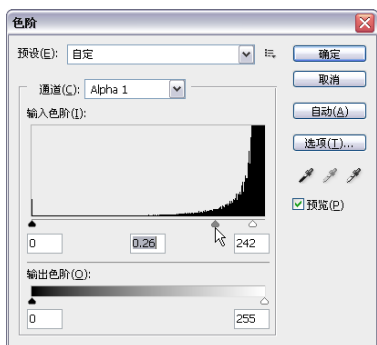 色阶
预设(E): 自定
确定
取消
通道(C): Alpha 1
自动(A)
输入色阶(I):
选项(T)...
预览(P)
0 0.26 242
输出色阶(O):
0 255